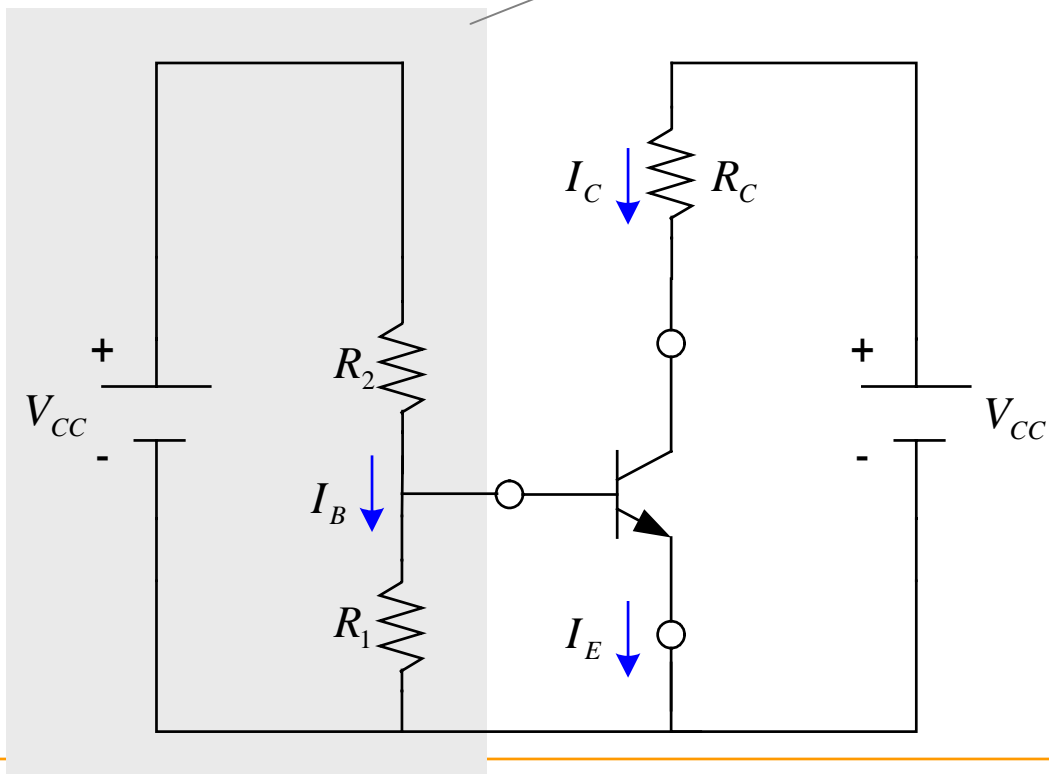 I_C
R_C
+
+
R_2
V_CC
V_CC
-
-
I_B
R_1
I_E